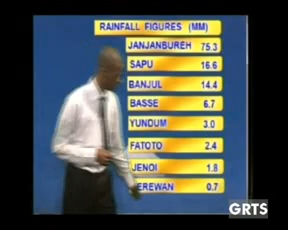 RAINFALL FIGURES (MM)
JANJANBUREH 75.3
SAPU 16.6
BANJUL 14.4
BASSE 6.7
YUNDUM 3.0
FATOTO 2.4
JENOI 1.8
EREWAN 0.7
GRTS